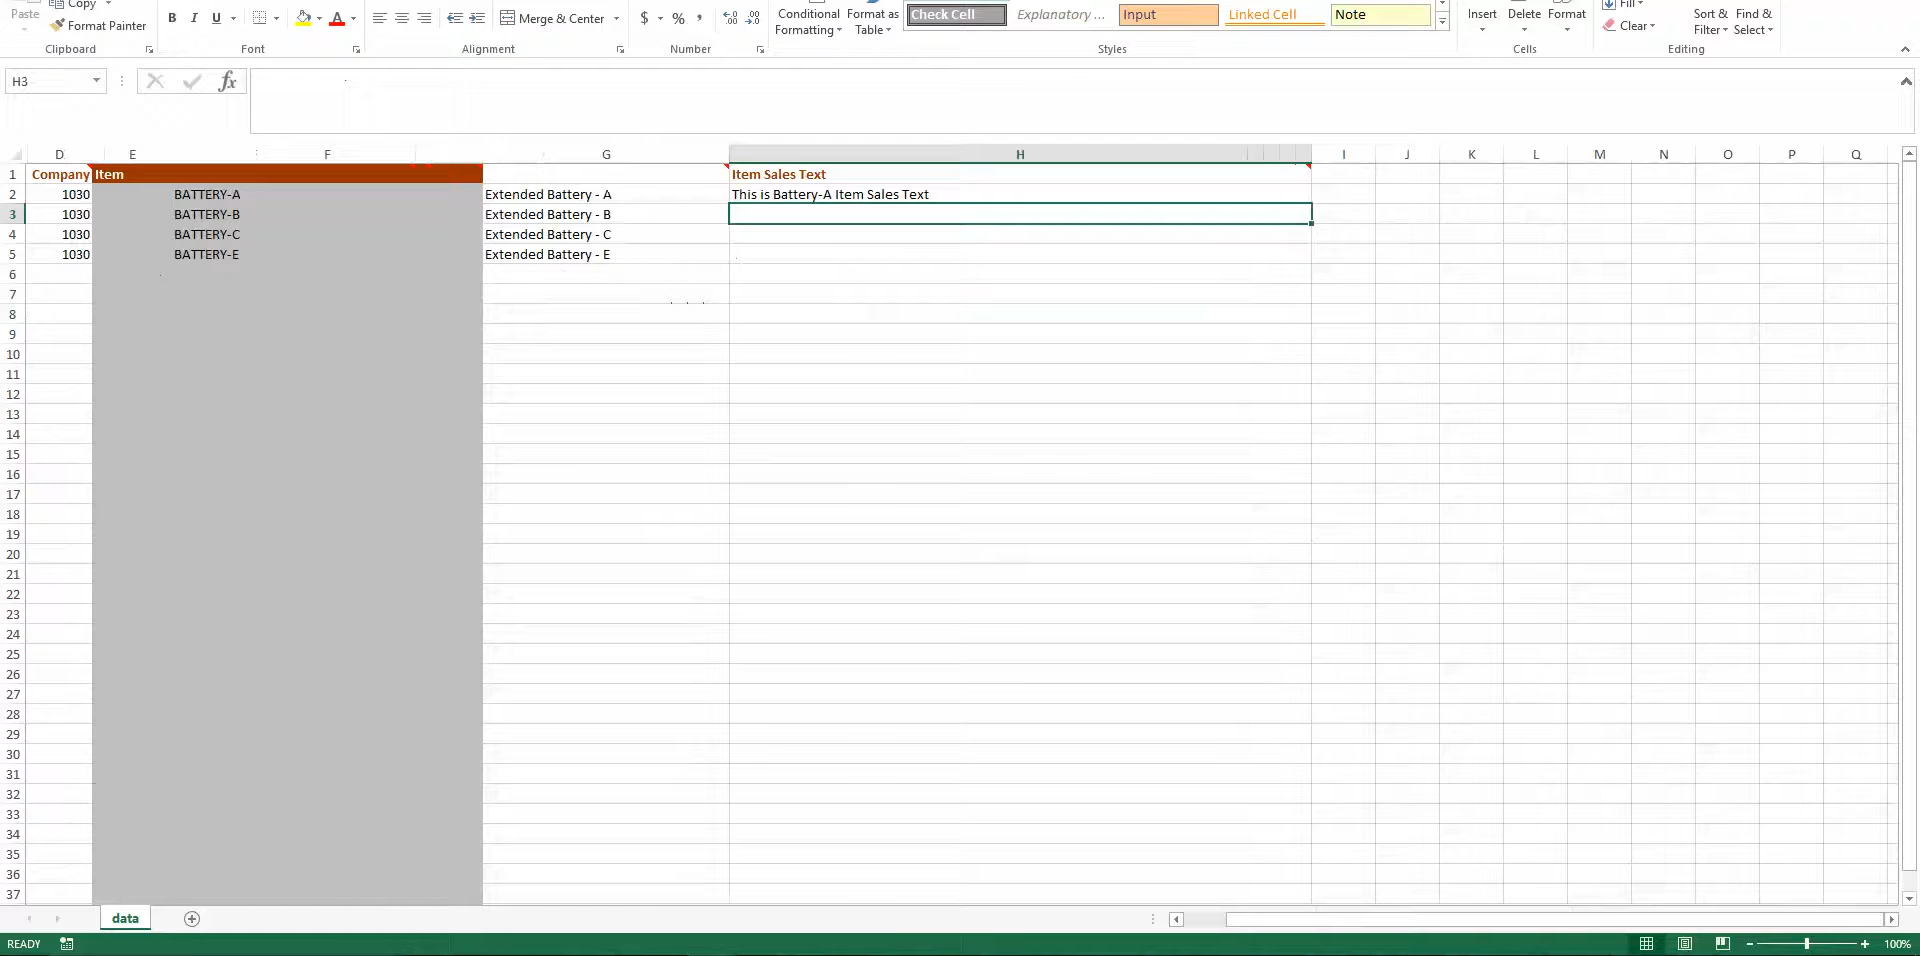 Paste Copy
Format Painter
B I U A Merge & Center $ % , Conditional Formatting Format as Table Check Cell Explanatory ... Input Linked Cell Note Insert Delete Format Fill Clear Sort & Filter Find & Select
Clipboard Font Alignment Number Styles Cells Editing
H3 fx
D E F G H I J K L M N O P Q
1 Company Item Item Sales Text
2 1030 BATTERY-A Extended Battery - A This is Battery-A Item Sales Text
3 1030 BATTERY-B Extended Battery - B
4 1030 BATTERY-C Extended Battery - C
5 1030 BATTERY-E Extended Battery - E
6
7
8
9
10
11
12
13
14
15
16
17
18
19
20
21
22
23
24
25
26
27
28
29
30
31
32
33
34
35
36
37
data
READY 100%